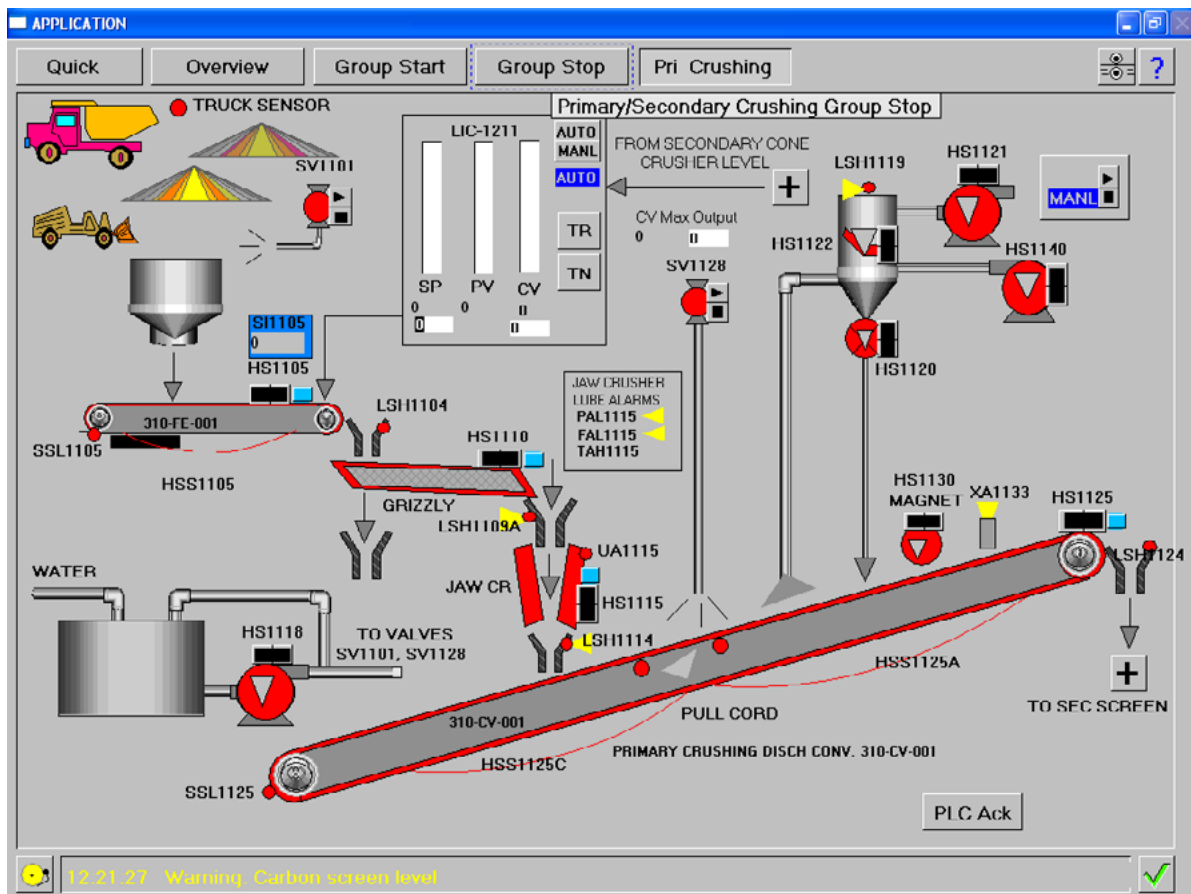 APPLICATION
Quick
Overview
Group Start
Group Stop
Pri Crushing
?
Primary/Secondary Crushing Group Stop
TRUCK SENSOR
SV1101
LIC-1211
AUTO
MANL
AUTO
TR
TN
SP
PV
CV
0
0
0
0
0
FROM SECONDARY CONE
CRUSHER LEVEL
+
CV Max Output
0
0
SV1128
LSH1119
HS1121
MANL
HS1122
HS1140
HS1120
SI1105
0
HS1105
310-FE-001
SSL1105
HSS1105
LSH1104
HS1110
GRIZZLY
LSH1109A
JAW CRUSHER
LUBE ALARMS
PAL1115
FAL1115
TAH1115
UA1115
JAW CR
HS1115
LSH1114
HS1130
MAGNET
XA1133
HS1125
LSH1124
WATER
HS1118
TO VALVES
SV1101, SV1128
HSS1125A
+
TO SEC SCREEN
310-CV-001
PULL CORD
PRIMARY CRUSHING DISCH CONV. 310-CV-001
HSS1125C
SSL1125
PLC Ack
12.21.27 Warning. Carbon screen level